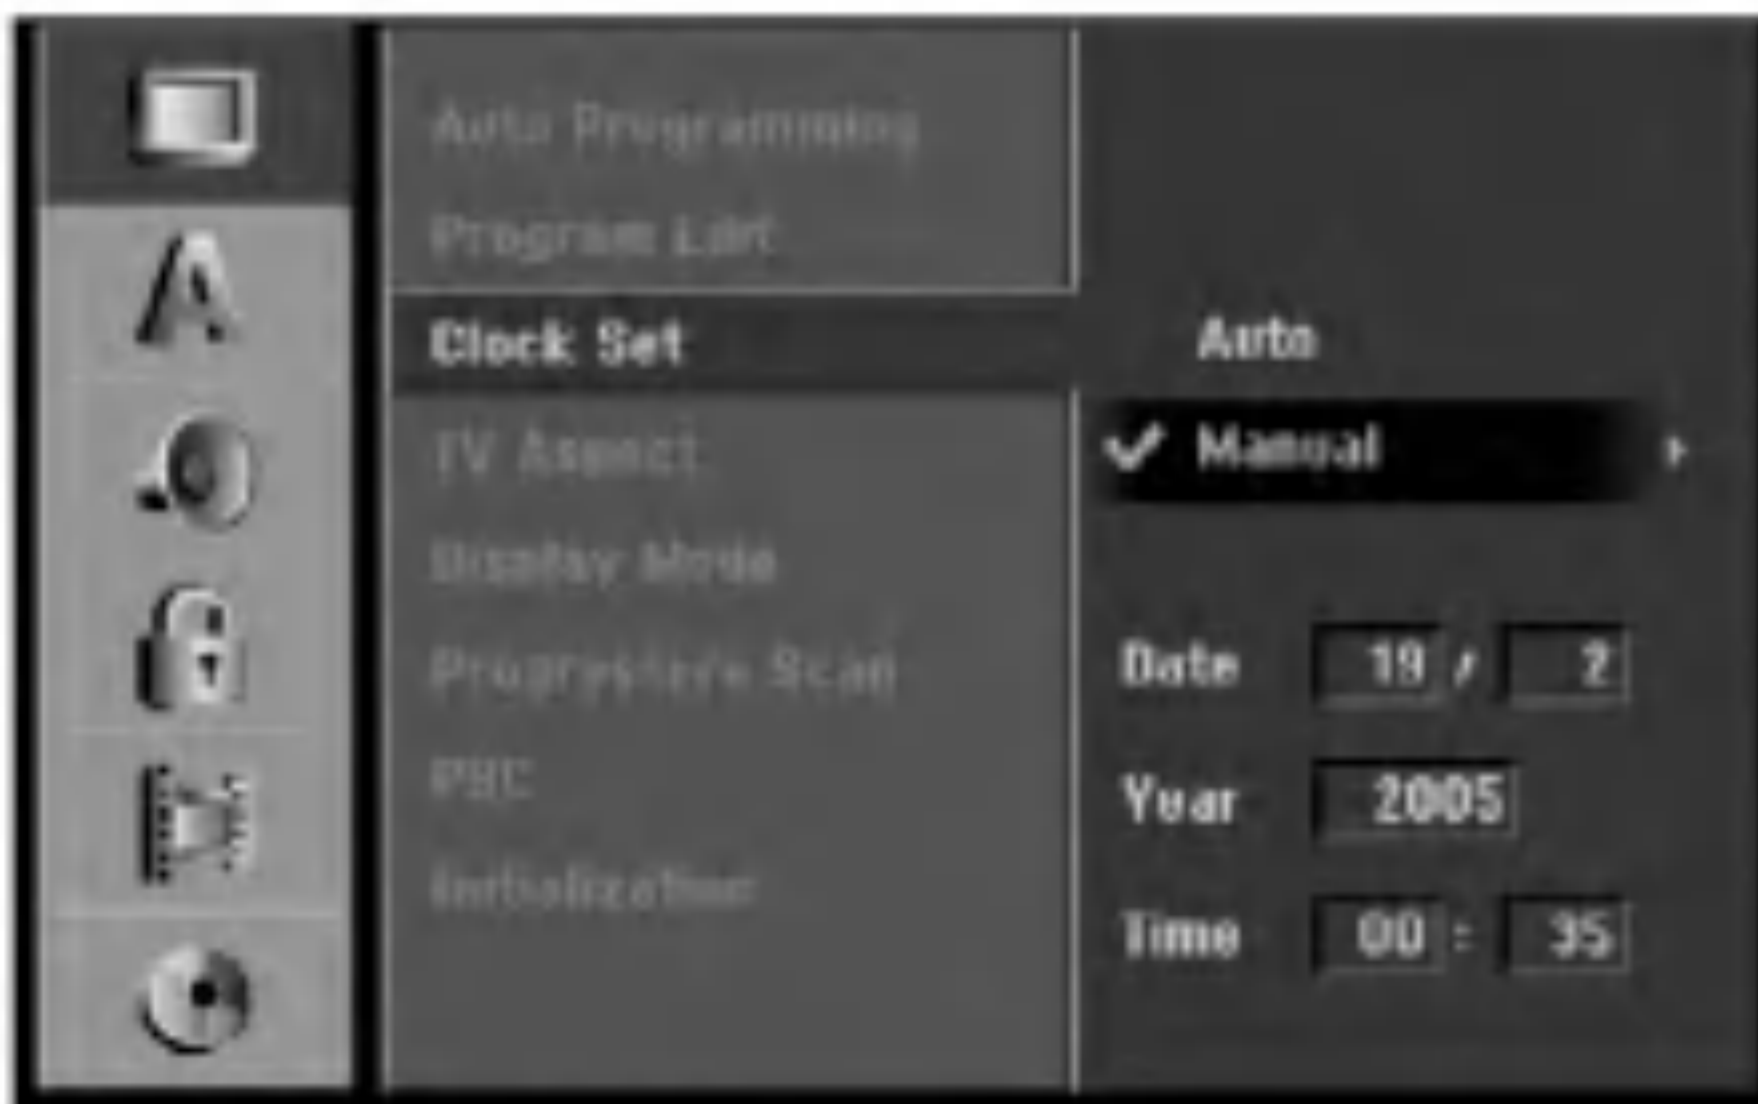 Auto Programming
Program Edit
Clock Set
Auto
TV Aspect
✓ Manual
Display Mode
Progressive Scan
Date 19 / 2
PBC
Year 2005
Initialization
Time 00 : 35